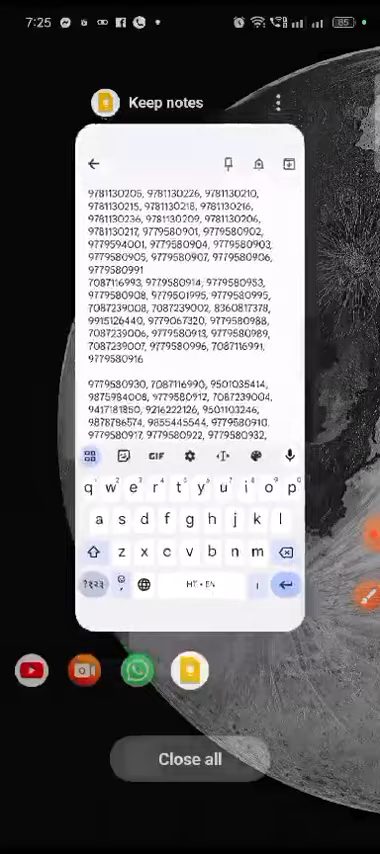 7:25
85
Keep notes
9781130205, 9781130226, 9781130210,
9781130215, 9781130218, 9781130216,
9781130236, 9781130209, 9781130206,
9781130217, 9779580901, 9779580902,
9779594001, 9779580904, 9779580903,
9779580905, 9779580907, 9779580906,
9779580991
7087116993, 9779580914, 9779580953,
9779580908, 9779501995, 9779580995,
7087239008, 7087239002, 8360817378,
9915126440, 9779067320, 9779580988,
7087239006, 9779580913, 9779580989,
7087239007, 9779580996, 7087116991,
9779580916
9779580930, 7087116990, 9501035414,
9875984008, 9779580912, 7087239004,
9417181850, 9216222126, 9501103246,
9878786574, 9855445544, 9779580910,
9779580917, 9779580922, 9779580932,
GIF
q w e r t y u i o p
a s d f g h j k l
z x c v b n m
?१२३ , HT • EN ।
Close all